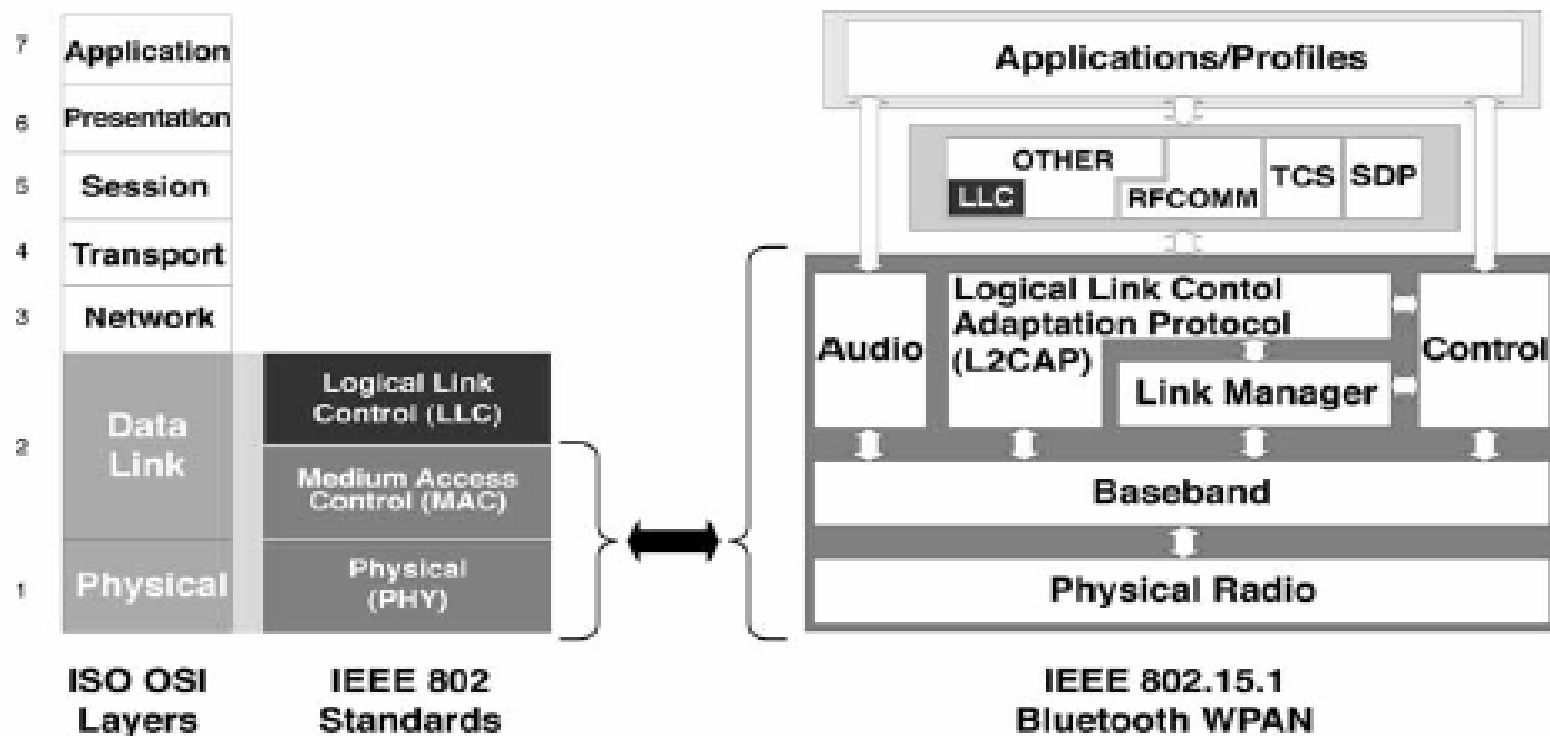 7
Application
6
Presentation
5
Session
4
Transport
3
Network
2
Data
Link
1
Physical
ISO OSI
Layers
Logical Link
Control (LLC)
Medium Access
Control (MAC)
Physical
(PHY)
IEEE 802
Standards
Applications/Profiles
OTHER
LLC
RFCOMM
TCS
SDP
Audio
Logical Link Contol
Adaptation Protocol
(L2CAP)
Link Manager
Control
Baseband
Physical Radio
IEEE 802.15.1
Bluetooth WPAN